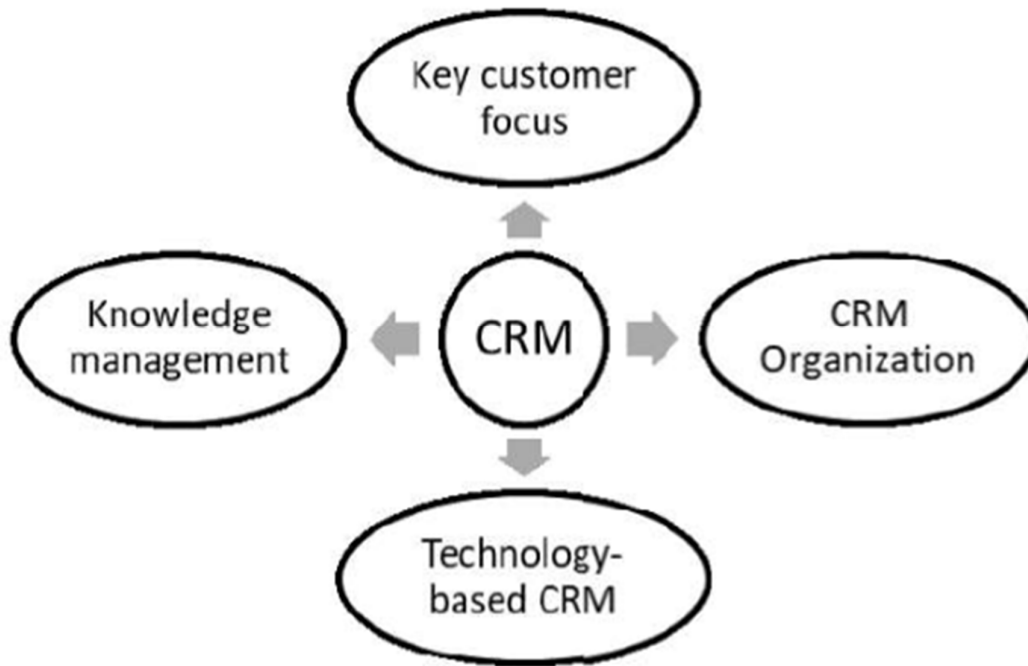 Key customer
focus
Knowledge
management
CRM
CRM
Organization
Technology-
based CRM